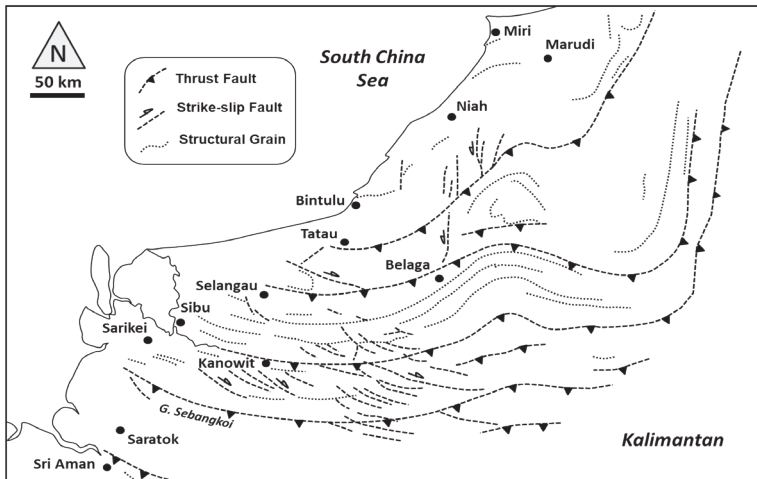 N
50 km
Thrust Fault
Strike-slip Fault
Structural Grain
South China
Sea
Miri
Marudi
Niah
Bintulu
Tatau
Belaga
Selangau
Sibu
Sarikei
Kanowit
G. Sebangkoi
Saratok
Sri Aman
Kalimantan